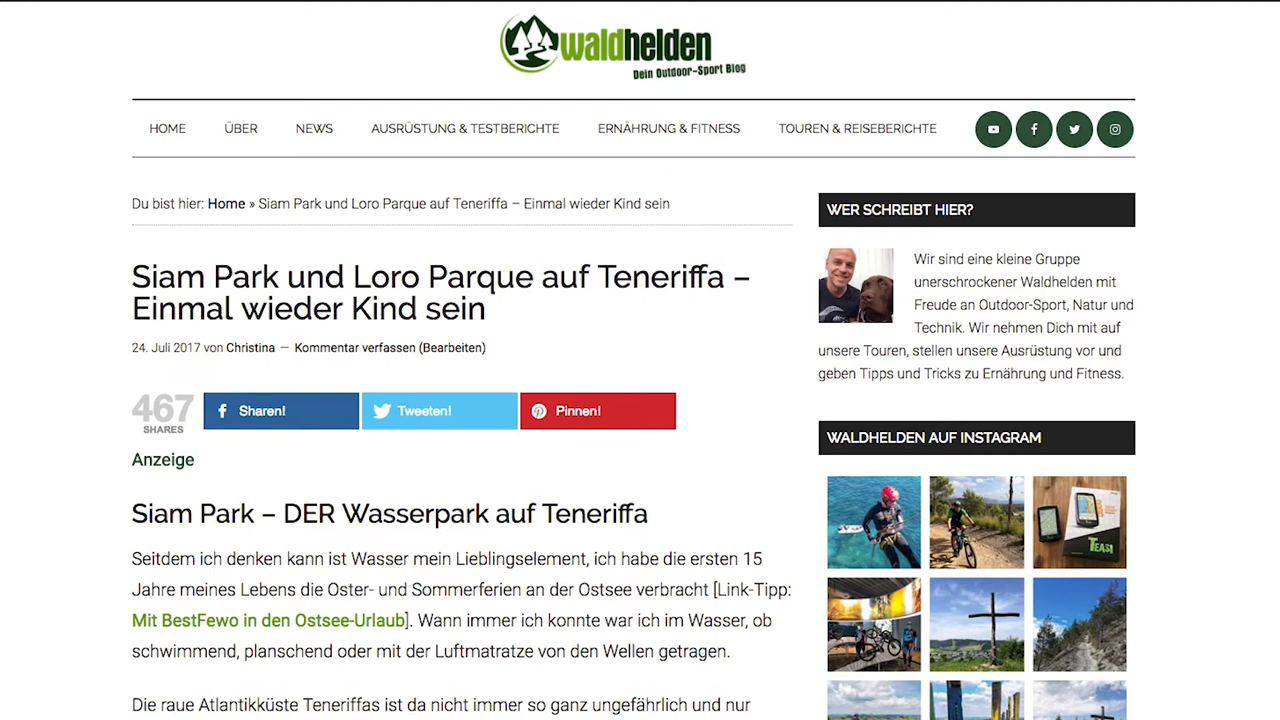 waldhelden
Dein Outdoor-Sport Blog
HOME ÜBER NEWS AUSRÜSTUNG & TESTBERICHTE ERNÄHRUNG & FITNESS TOUREN & REISEBERICHTE
Du bist hier: Home » Siam Park und Loro Parque auf Teneriffa – Einmal wieder Kind sein
Siam Park und Loro Parque auf Teneriffa –
Einmal wieder Kind sein
24. Juli 2017 von Christina — Kommentar verfassen (Bearbeiten)
467
SHARES
Sharen! Tweeten! Pinnen!
Anzeige
Siam Park – DER Wasserpark auf Teneriffa
Seitdem ich denken kann ist Wasser mein Lieblingselement, ich habe die ersten 15
Jahre meines Lebens die Oster- und Sommerferien an der Ostsee verbracht [Link-Tipp:
Mit BestFewo in den Ostsee-Urlaub]. Wann immer ich konnte war ich im Wasser, ob
schwimmend, planschend oder mit der Luftmatratze von den Wellen getragen.
Die raue Atlantikküste Teneriffas ist da nicht immer so ganz ungefährlich und nur
WER SCHREIBT HIER?
Wir sind eine kleine Gruppe
unerschrockener Waldhelden mit
Freude an Outdoor-Sport, Natur und
Technik. Wir nehmen Dich mit auf
unsere Touren, stellen unsere Ausrüstung vor und
geben Tipps und Tricks zu Ernährung und Fitness.
WALDHELDEN AUF INSTAGRAM
TEASI